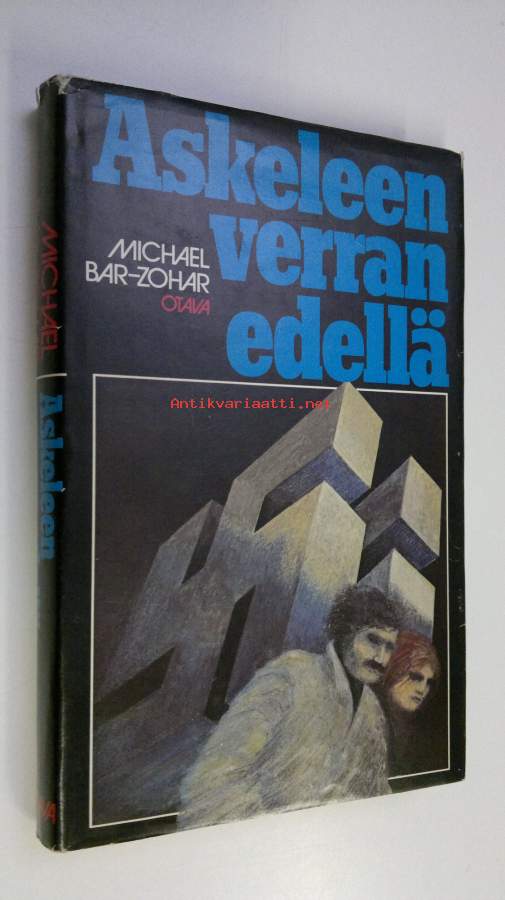 Askeleen
verran
edellä
MICHAEL
BAR-ZOHAR
OTAVA
Antikvariaatti.net
MICHAEL
Askeleen